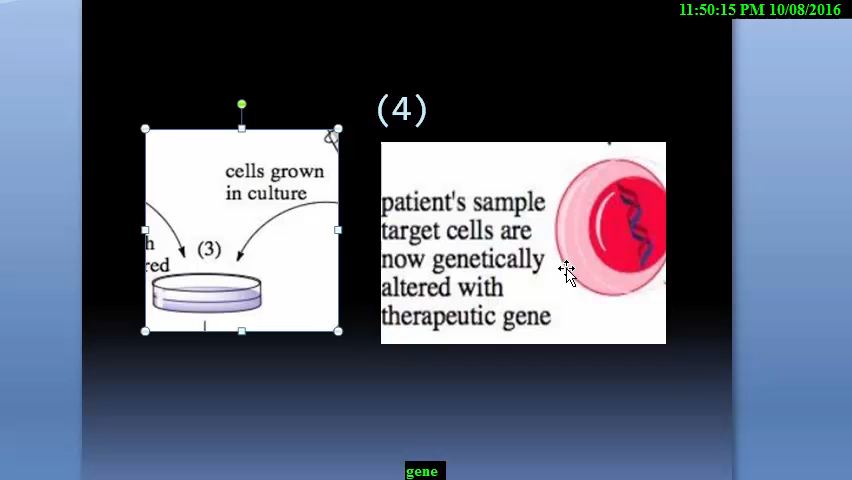 11:50:15 PM 10/08/2016
(4)
cells grown
in culture
(3)
h
red
patient's sample
target cells are
now genetically
altered with
therapeutic gene
gene